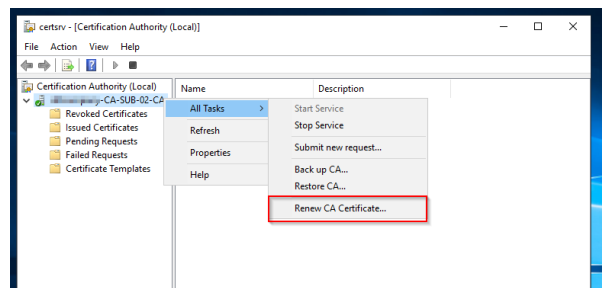 certsrv - [Certification Authority (Local)]
File Action View Help
Certification Authority (Local)
-CA-SUB-02-CA
Revoked Certificates
Issued Certificates
Pending Requests
Failed Requests
Certificate Templates
Name Description
All Tasks
Refresh
Properties
Help
Start Service
Stop Service
Submit new request...
Back up CA...
Restore CA...
Renew CA Certificate...